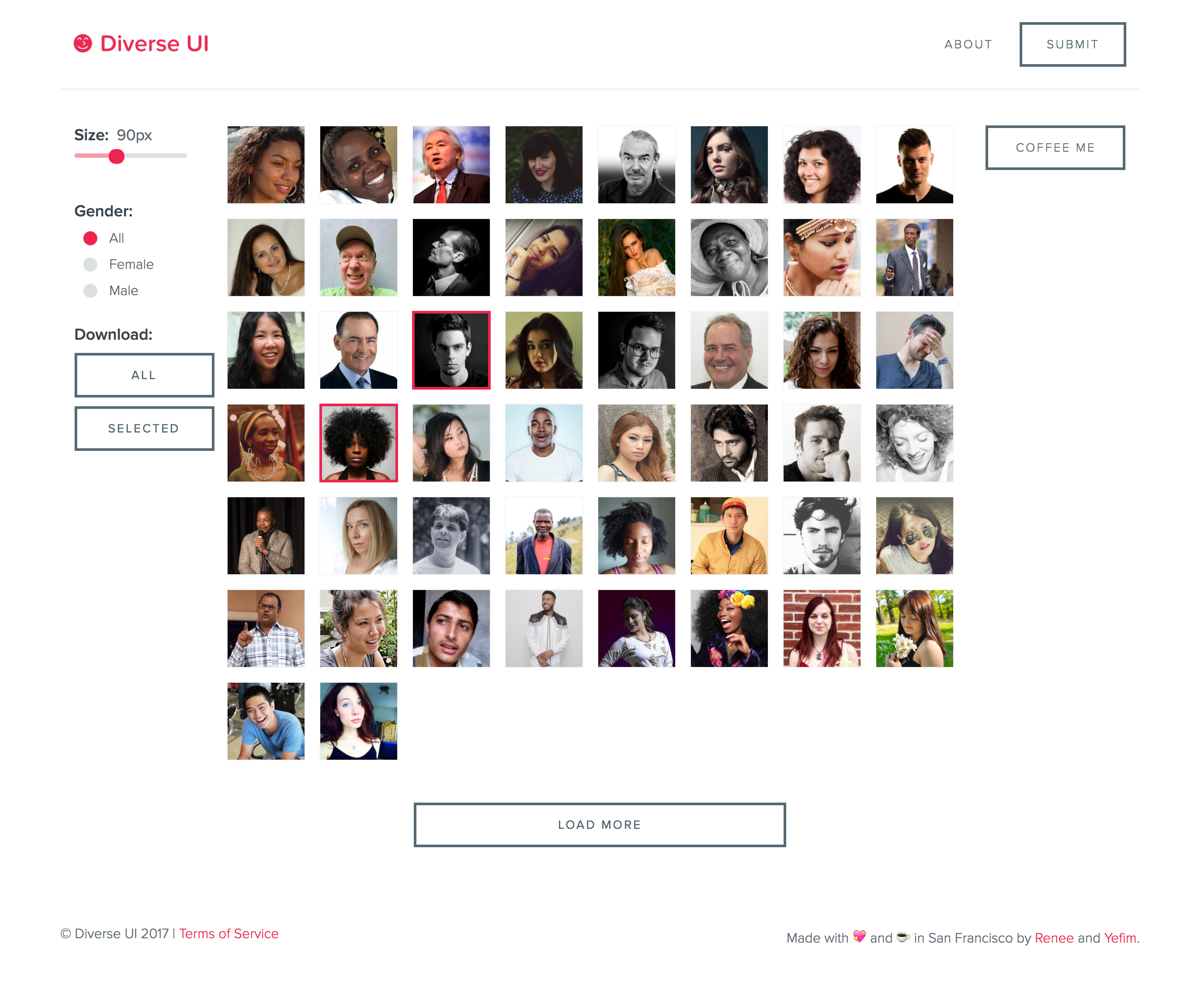 Diverse UI
ABOUT
SUBMIT
Size: 90px
COFFEE ME
Gender:
All
Female
Male
Download:
ALL
SELECTED
LOAD MORE
© Diverse UI 2017 | Terms of Service
Made with 💖 and ☕ in San Francisco by Renee and Yefim.